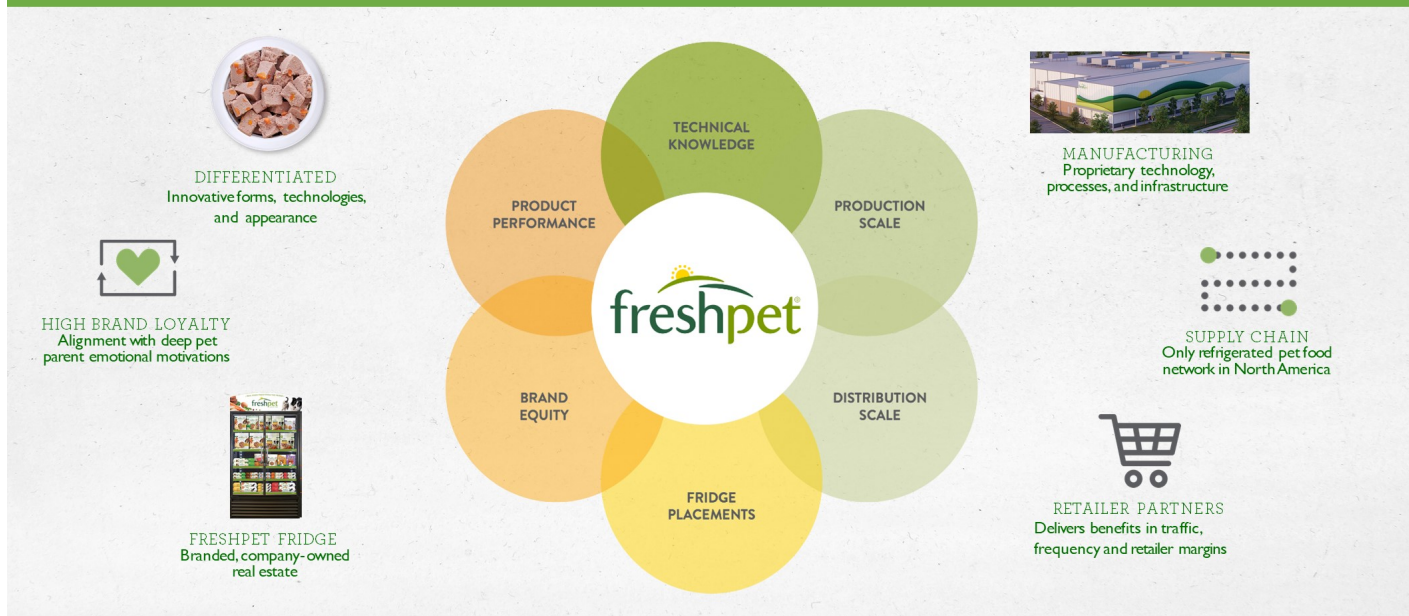 DIFFERENTIATED
Innovative forms, technologies,
and appearance
HIGH BRAND LOYALTY
Alignment with deep pet
parent emotional motivations
freshpet
FRESHPET FRIDGE
Branded, company-owned
real estate
TECHNICAL
KNOWLEDGE
PRODUCT
PERFORMANCE
PRODUCTION
SCALE
freshpet®
BRAND
EQUITY
DISTRIBUTION
SCALE
FRIDGE
PLACEMENTS
MANUFACTURING
Proprietary technology,
processes, and infrastructure
SUPPLY CHAIN
Only refrigerated pet food
network in North America
RETAILER PARTNERS
Delivers benefits in traffic,
frequency and retailer margins